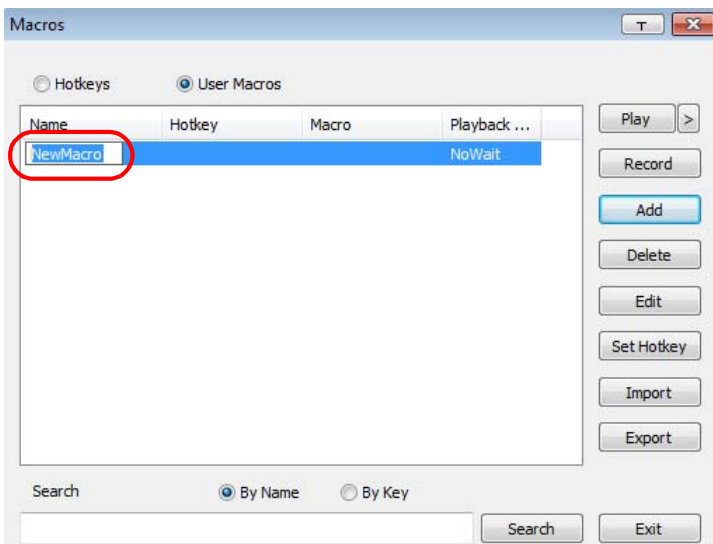 Macros T
Hotkeys User Macros
Name Hotkey Macro Playback ... Play >
NewMacro NoWait
Record
Add
Delete
Edit
Set Hotkey
Import
Export
Search By Name By Key
Search Exit